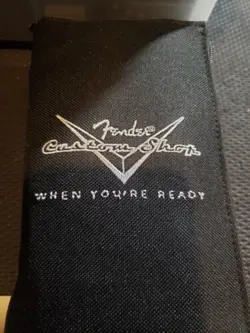 Fender®
Custom Shop
WHEN YOU'RE READY